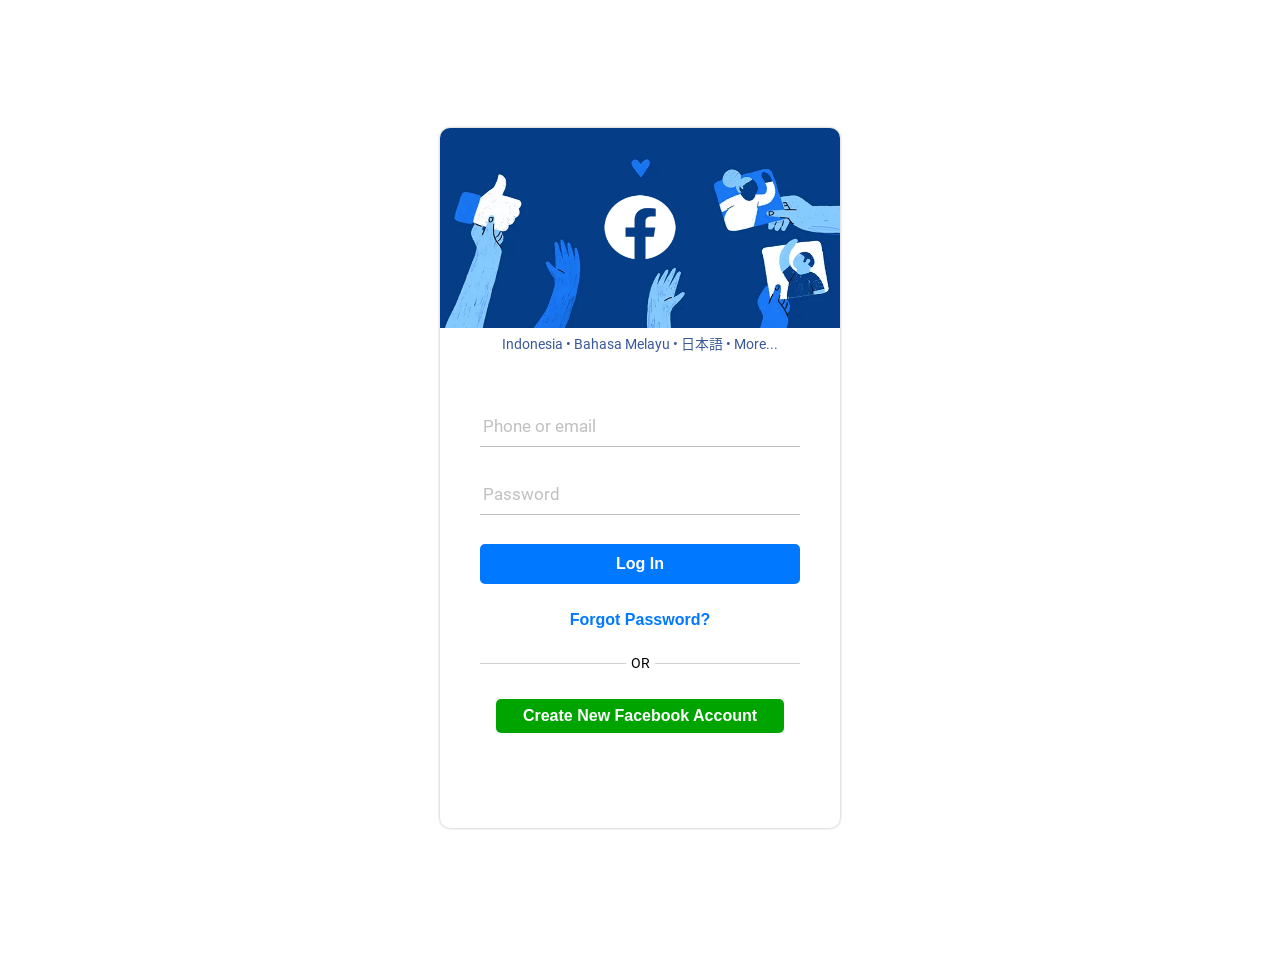 Indonesia • Bahasa Melayu • 日本語 • More...
Phone or email
Password
Log In
Forgot Password?
OR
Create New Facebook Account